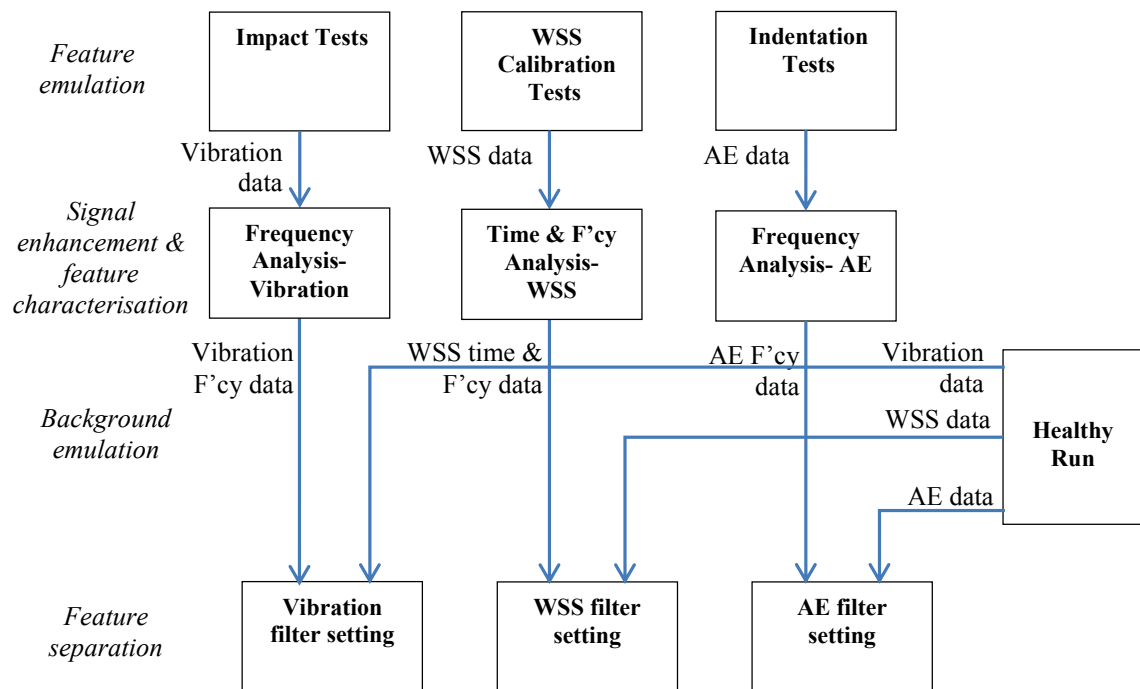 Feature
emulation
Impact Tests
WSS
Calibration
Tests
Indentation
Tests
Vibration
data
WSS data
AE data
Signal
enhancement &
feature
characterisation
Frequency
Analysis-
Vibration
Time & F’cy
Analysis-
WSS
Frequency
Analysis- AE
Vibration
F’cy data
WSS time &
F’cy data
AE F’cy
data
Vibration
data
WSS data
AE data
Healthy
Run
Background
emulation
Feature
separation
Vibration
filter setting
WSS filter
setting
AE filter
setting